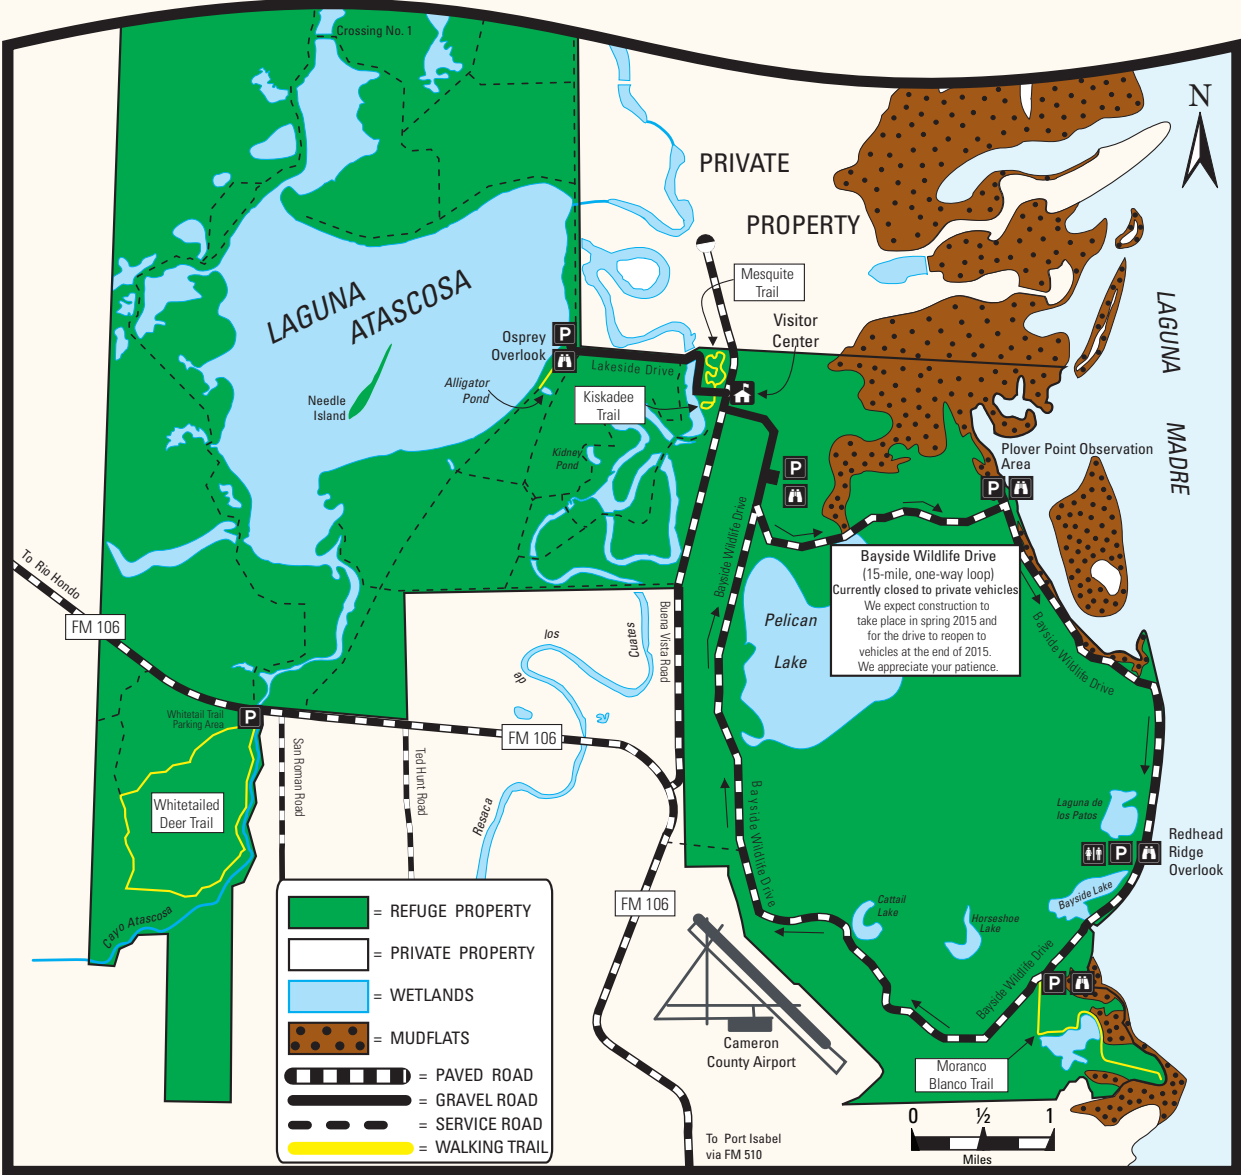 Crossing No. 1
N
PRIVATE
PROPERTY
Mesquite
Trail
LAGUNA
ATASCOSA
LAGUNA
MADRE
Visitor
Center
Osprey
Overlook
P
Lakeside Drive
Alligator
Pond
Needle
Island
Kiskadee
Trail
Kidney
Pond
P
Plover Point Observation
Area
P
Bayside Wildlife Drive
Bayside Wildlife Drive
(15-mile, one-way loop)
Currently closed to private vehicles
We expect construction to
take place in spring 2015 and
for the drive to reopen to
vehicles at the end of 2015.
We appreciate your patience.
To Rio Hondo
FM 106
Pelican
Lake
Buena Vista Road
Resaca
de
los
Cuates
Bayside Wildlife Drive
Whitetail Trail
Parking Area
P
FM 106
San Roman Road
Ted Hunt Road
Whitetailed
Deer Trail
Bayside Wildlife Drive
Laguna de
los Patos
P
Redhead
Ridge
Overlook
Bayside Lake
Cattail
Lake
Horseshoe
Lake
FM 106
Cayo Atascosa
Bayside Wildlife Drive
P
Cameron
County Airport
Moranco
Blanco Trail
= REFUGE PROPERTY
= PRIVATE PROPERTY
= WETLANDS
= MUDFLATS
= PAVED ROAD
= GRAVEL ROAD
= SERVICE ROAD
= WALKING TRAIL
0 ½ 1
Miles
To Port Isabel
via FM 510